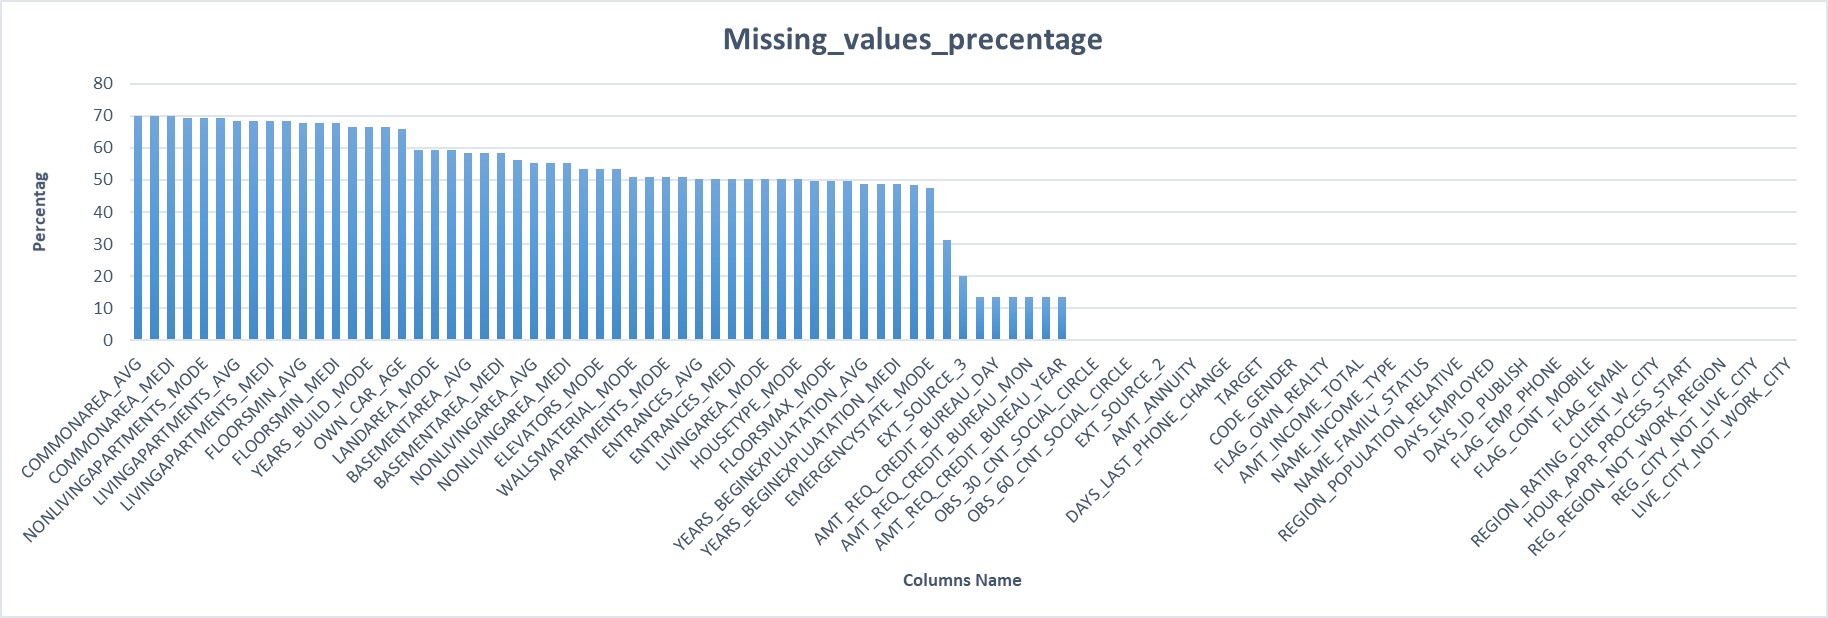 Missing_values_precentage
80
70
60
50
40
30
20
10
0
Percentag
COMMONAREA_AVG
COMMONAREA_MEDI
NONLIVINGAPARTMENTS_MODE
LIVINGAPARTMENTS_AVG
LIVINGAPARTMENTS_MEDI
FLOORSMIN_AVG
FLOORSMIN_MEDI
YEARS_BUILD_MODE
OWN_CAR_AGE
LANDAREA_MODE
BASEMENTAREA_AVG
BASEMENTAREA_MEDI
NONLIVINGAREA_AVG
NONLIVINGAREA_MEDI
ELEVATORS_MODE
WALLSMATERIAL_MODE
APARTMENTS_MODE
ENTRANCES_AVG
ENTRANCES_MEDI
LIVINGAREA_MODE
HOUSETYPE_MODE
FLOORSMAX_MODE
YEARS_BEGINEXPLUATATION_AVG
YEARS_BEGINEXPLUATATION_MEDI
EMERGENCYSTATE_MODE
EXT_SOURCE_3
AMT_REQ_CREDIT_BUREAU_DAY
AMT_REQ_CREDIT_BUREAU_MON
AMT_REQ_CREDIT_BUREAU_YEAR
OBS_30_CNT_SOCIAL_CIRCLE
OBS_60_CNT_SOCIAL_CIRCLE
EXT_SOURCE_2
AMT_ANNUITY
DAYS_LAST_PHONE_CHANGE
TARGET
CODE_GENDER
FLAG_OWN_REALTY
AMT_INCOME_TOTAL
NAME_INCOME_TYPE
NAME_FAMILY_STATUS
REGION_POPULATION_RELATIVE
DAYS_EMPLOYED
DAYS_ID_PUBLISH
FLAG_EMP_PHONE
FLAG_CONT_MOBILE
FLAG_EMAIL
REGION_RATING_CLIENT_W_CITY
HOUR_APPR_PROCESS_START
REG_REGION_NOT_WORK_REGION
REG_CITY_NOT_LIVE_CITY
LIVE_CITY_NOT_WORK_CITY
Columns Name